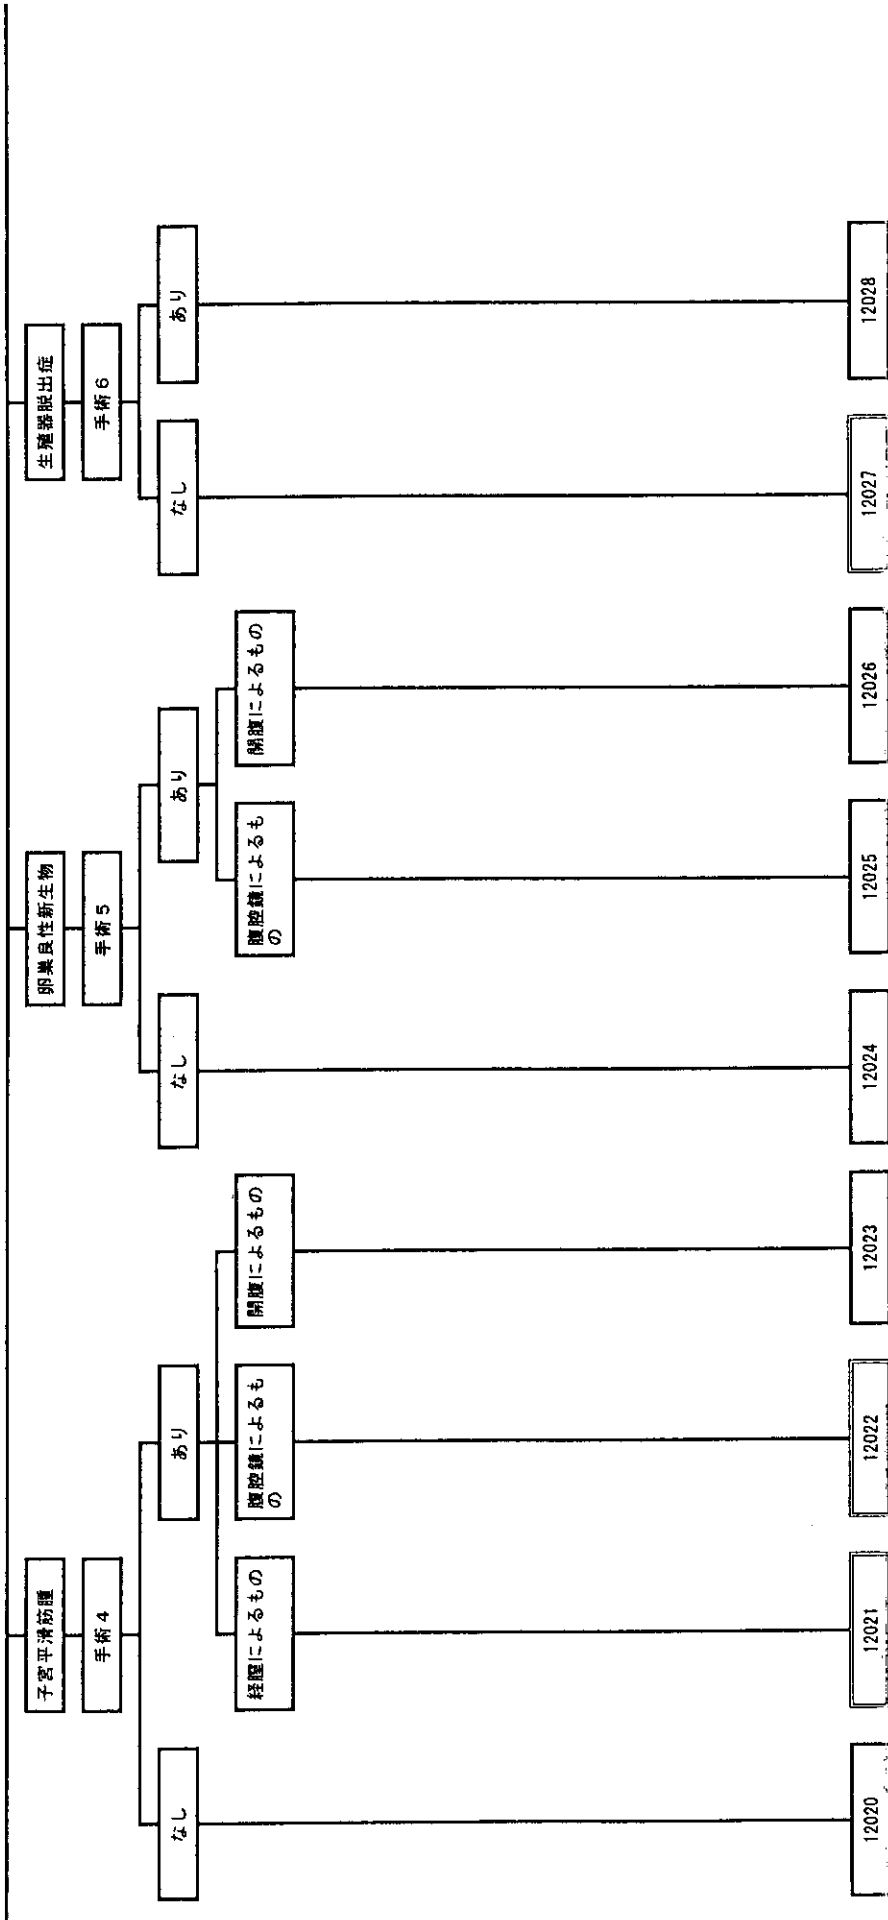 子宮平滑筋腫
手術4
なし
あり
経腟によるもの
腹腔鏡によるも
の
開腹によるもの
12020
12021
12022
12023
卵巣良性新生物
手術5
なし
あり
腹腔鏡によるも
の
開腹によるもの
12024
12025
12026
生殖器脱出症
手術6
なし
あり
12027
12028